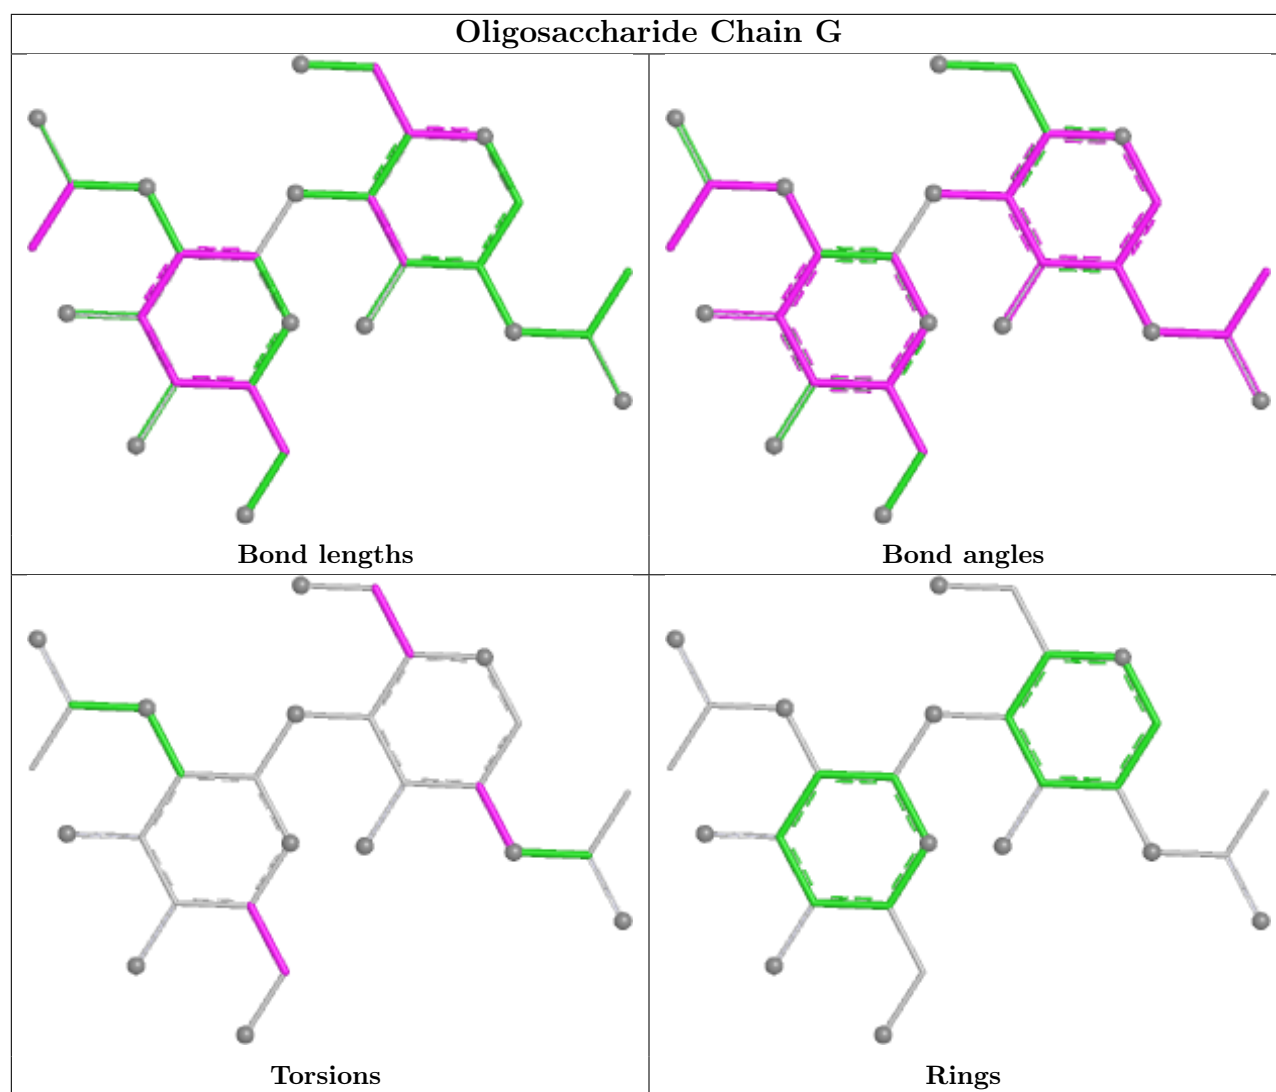 Oligosaccharide Chain G
Bond lengths
Bond angles
Torsions
Rings